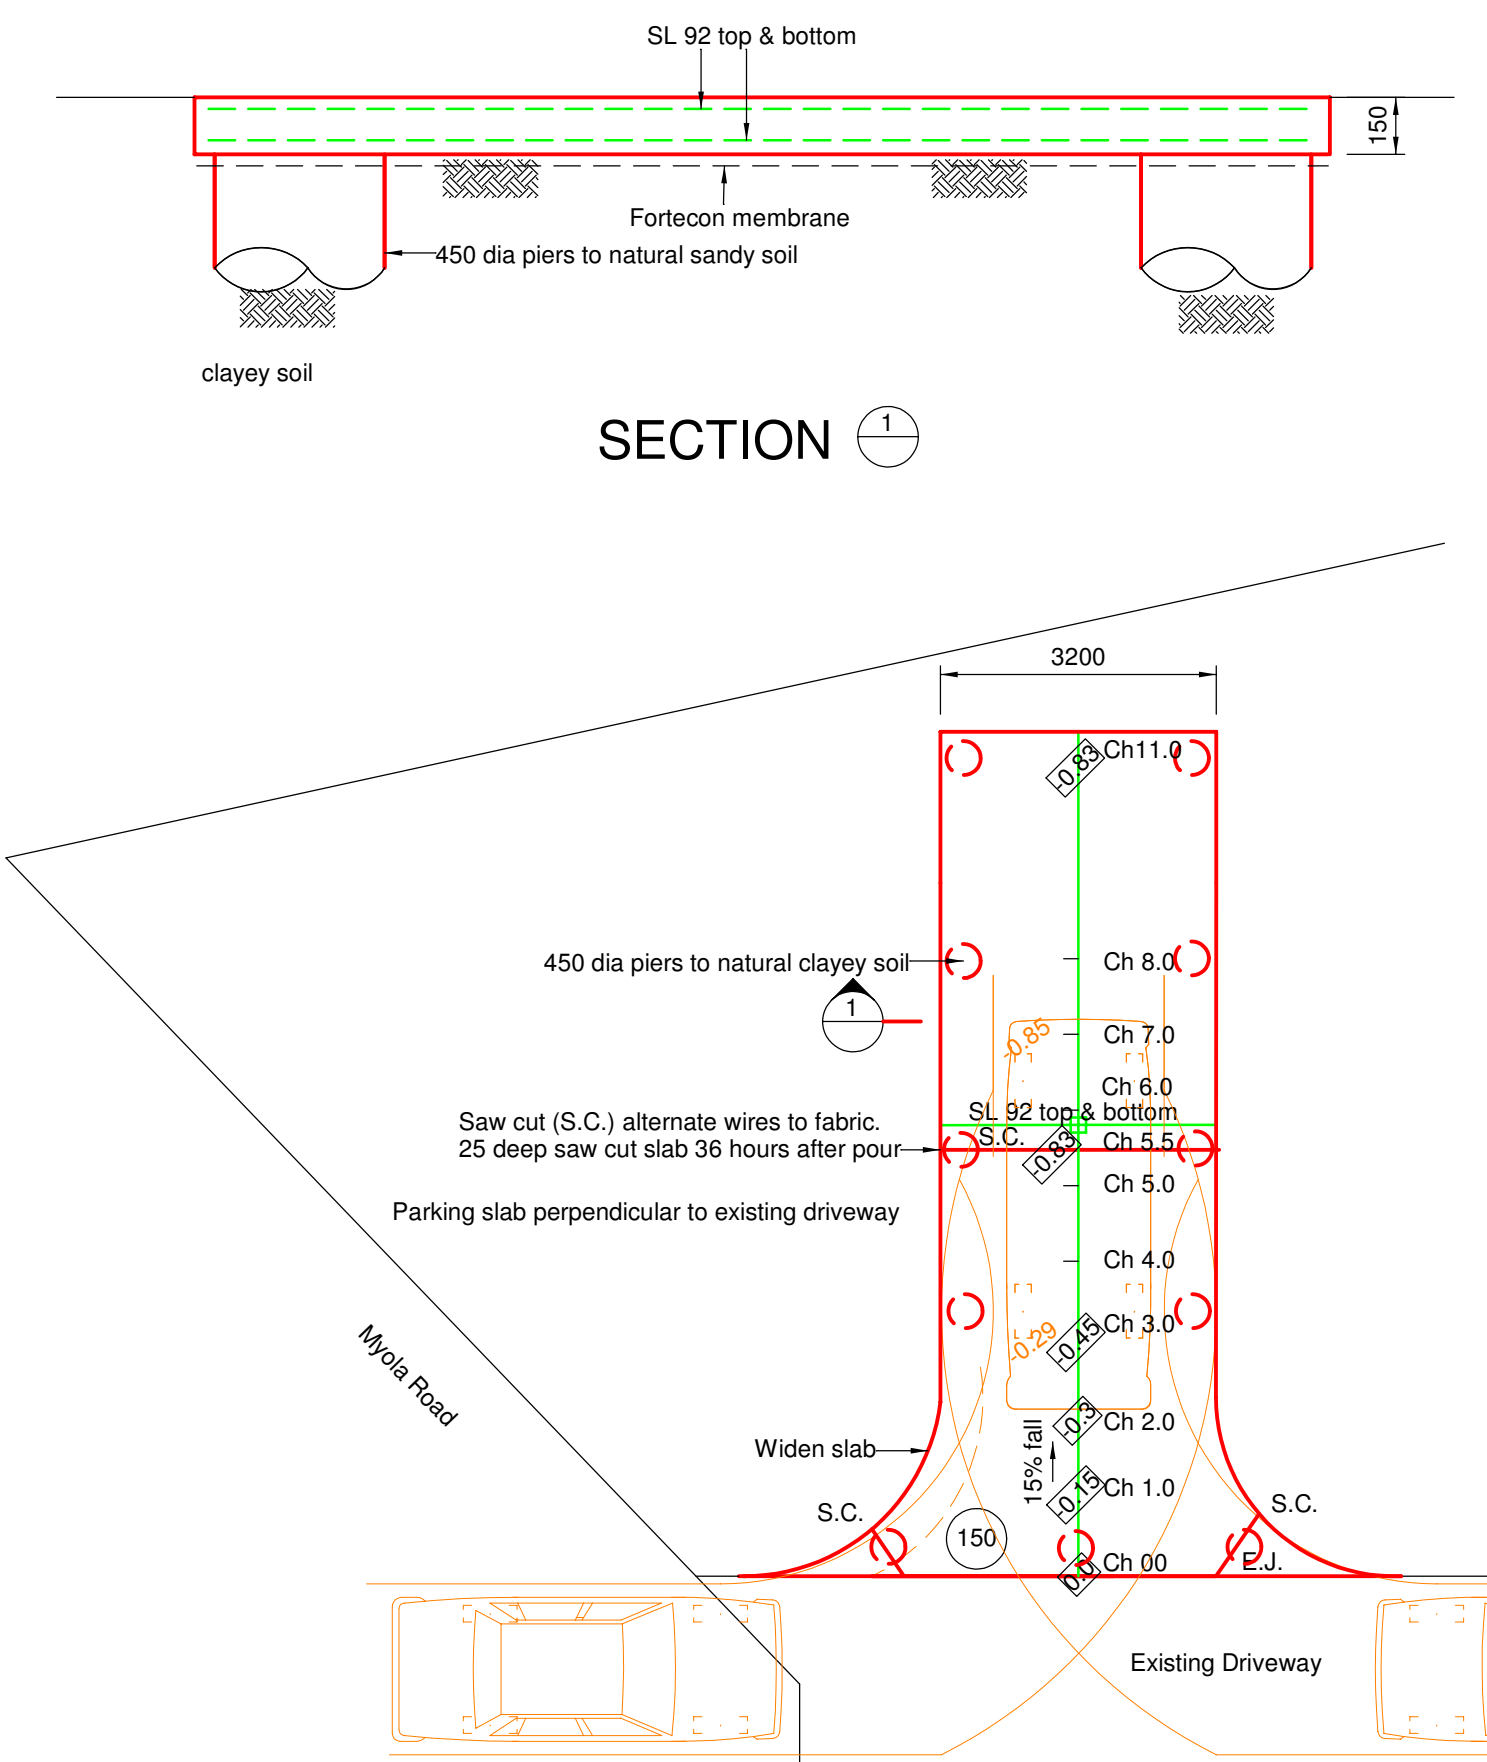 SL 92 top & bottom
150
Fortecon membrane
450 dia piers to natural sandy soil
clayey soil
SECTION 1
3200
-0.83 Ch11.0
450 dia piers to natural clayey soil
Ch 8.0
1
-0.85
Ch 7.0
Ch 6.0
SL 92 top & bottom
Saw cut (S.C.) alternate wires to fabric.
25 deep saw cut slab 36 hours after pour
S.C.
-0.83
Ch 5.5
Ch 5.0
Parking slab perpendicular to existing driveway
Ch 4.0
Ch 3.0
-0.45
-0.29
Myola Road
Ch 2.0
-0.3
Widen slab
15% fall
Ch 1.0
-0.15
S.C.
S.C.
150
Ch 00
0.0
E.J.
Existing Driveway